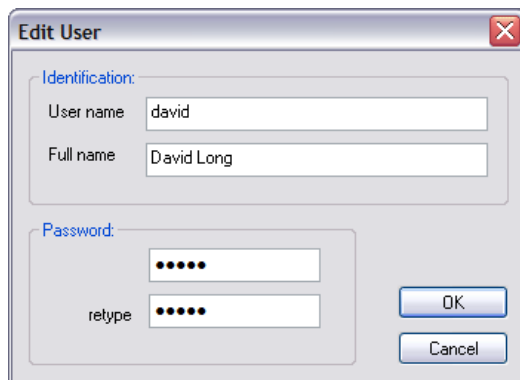 Edit User
Identification:
User name david
Full name David Long
Password:
•••••
retype •••••
OK
Cancel